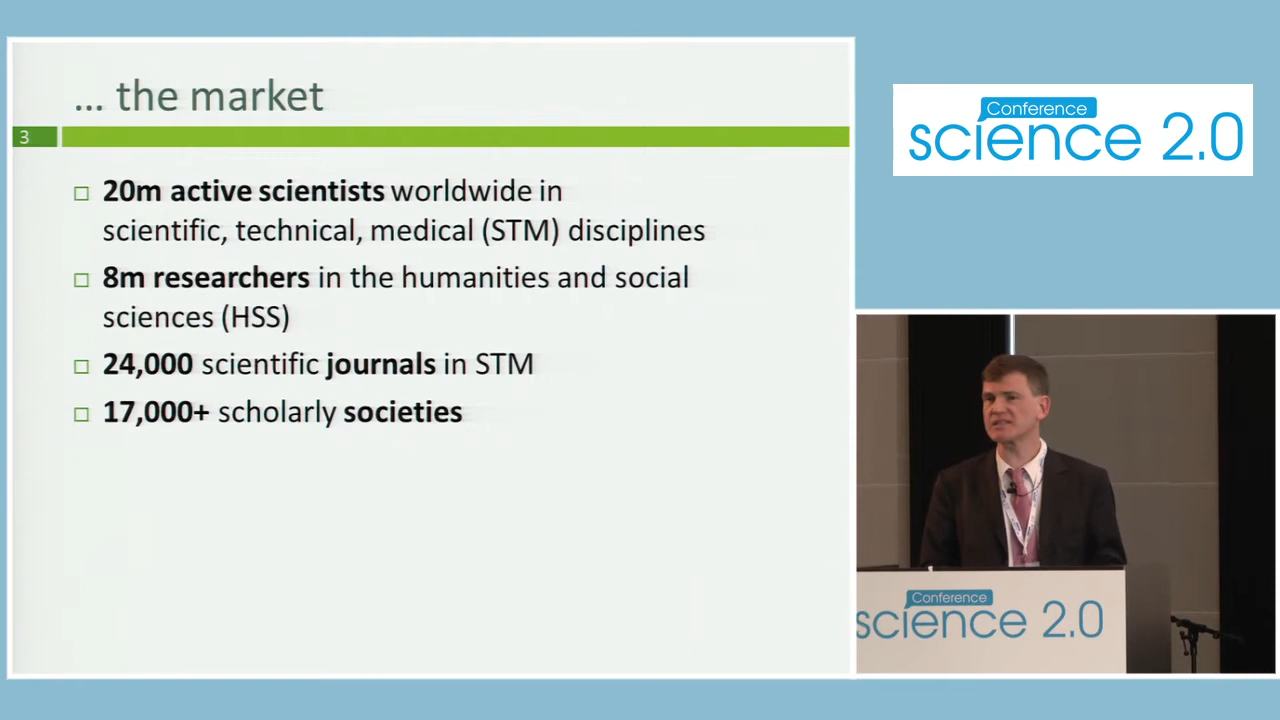 ... the market
3
20m active scientists worldwide in
scientific, technical, medical (STM) disciplines
8m researchers in the humanities and social
sciences (HSS)
24,000 scientific journals in STM
17,000+ scholarly societies
Conference
science 2.0
Conference
science 2.0